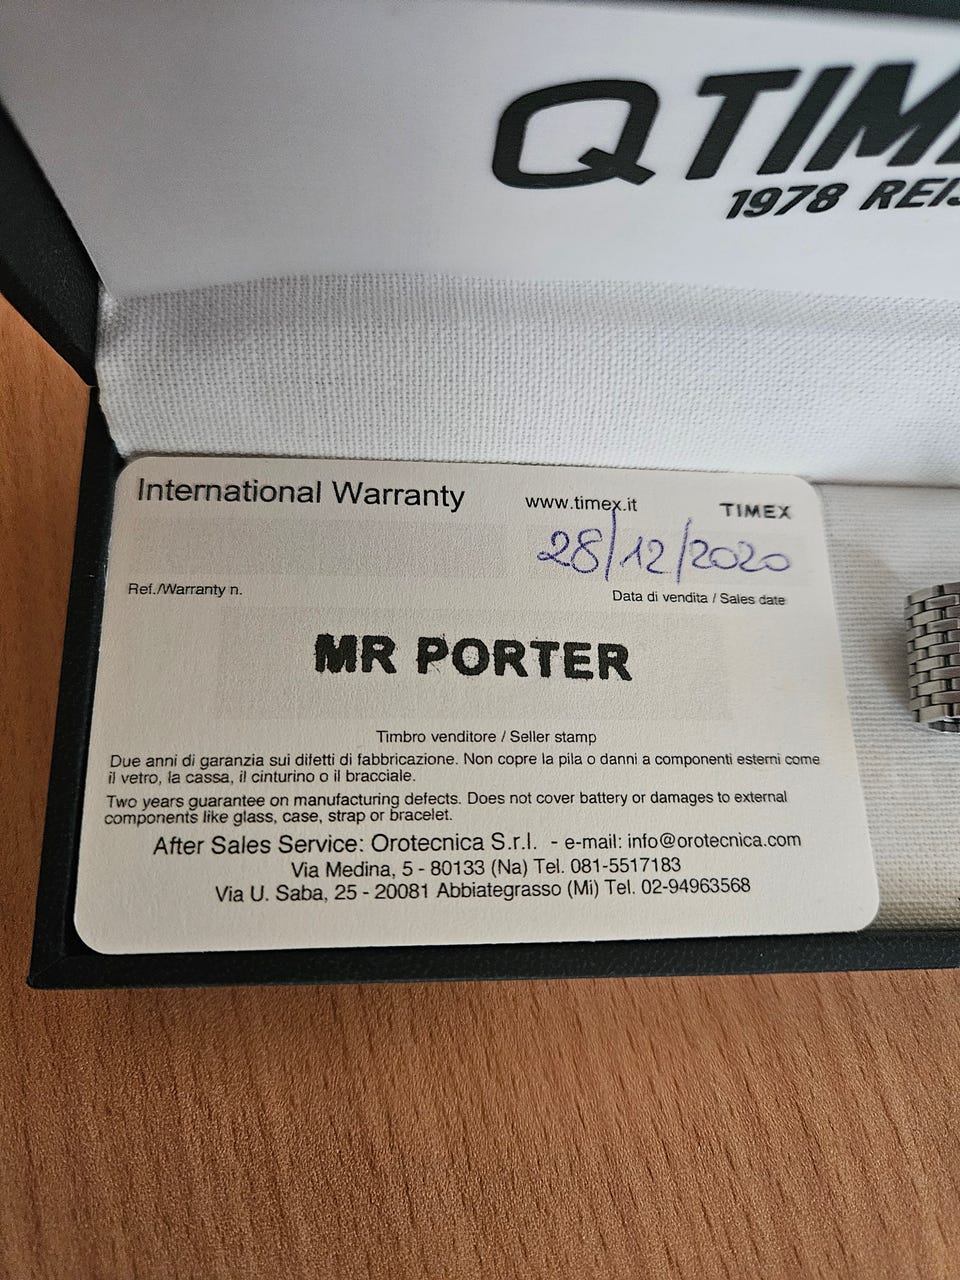 Q TIM
1978 REI
International Warranty
www.timex.it
TIMEX
28/12/2020
Ref./Warranty n.
Data di vendita / Sales date
MR PORTER
Timbro venditore / Seller stamp
Due anni di garanzia sui difetti di fabbricazione. Non copre la pila o danni a componenti esterni come
il vetro, la cassa, il cinturino o il bracciale.
Two years guarantee on manufacturing defects. Does not cover battery or damages to external
components like glass, case, strap or bracelet.
After Sales Service: Orotecnica S.r.l. - e-mail: info@orotecnica.com
Via Medina, 5 - 80133 (Na) Tel. 081-5517183
Via U. Saba, 25 - 20081 Abbiategrasso (Mi) Tel. 02-94963568